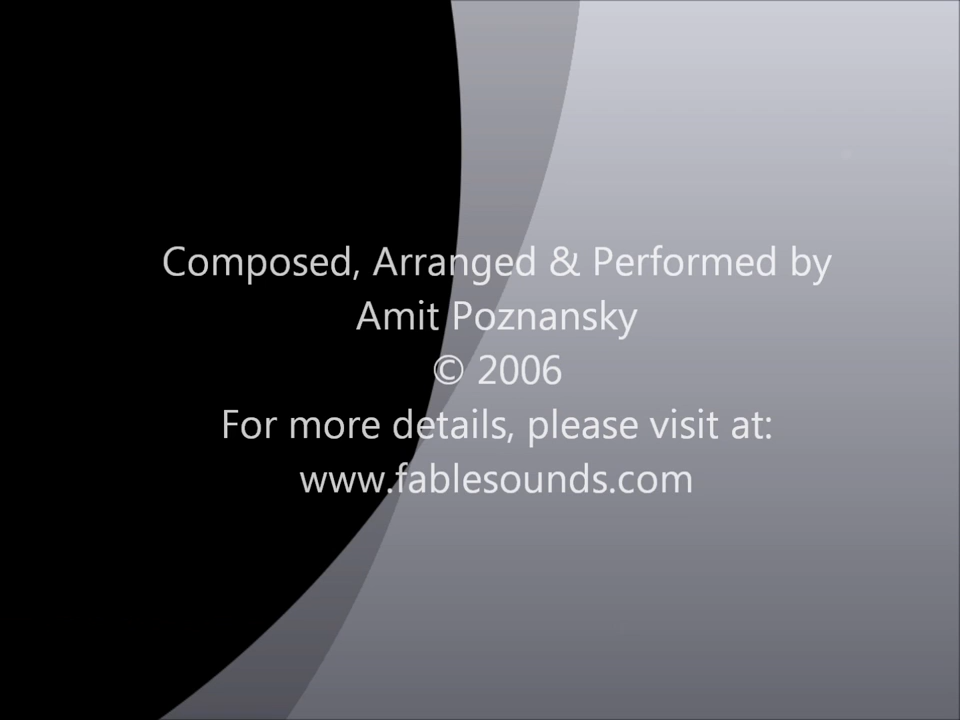 Composed, Arranged & Performed by
Amit Poznansky
© 2006
For more details, please visit at:
www.fablesounds.com